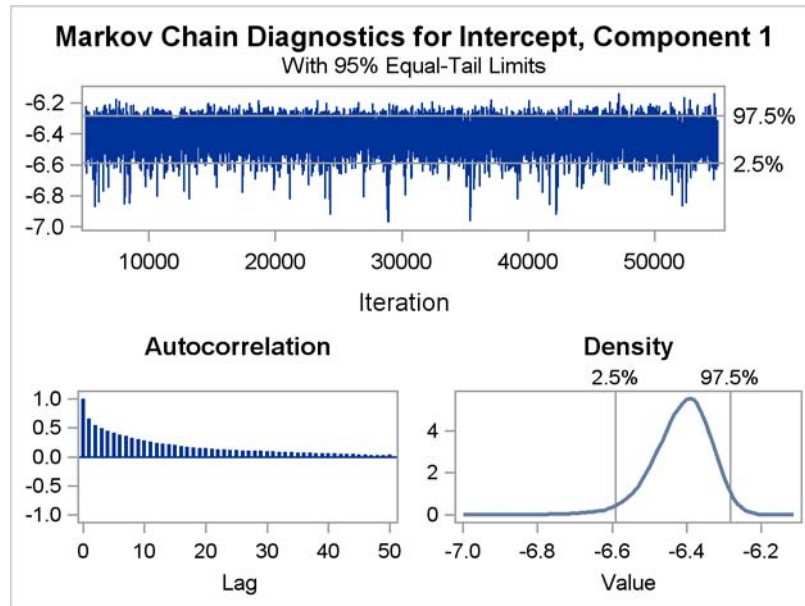 Markov Chain Diagnostics for Intercept, Component 1
With 95% Equal-Tail Limits
-6.2
-6.4
-6.6
-6.8
-7.0
97.5%
2.5%
10000 20000 30000 40000 50000
Iteration
Autocorrelation
1.0
0.5
0.0
-0.5
-1.0
0 10 20 30 40 50
Lag
Density
2.5% 97.5%
4
2
0
-7.0 -6.8 -6.6 -6.4 -6.2
Value